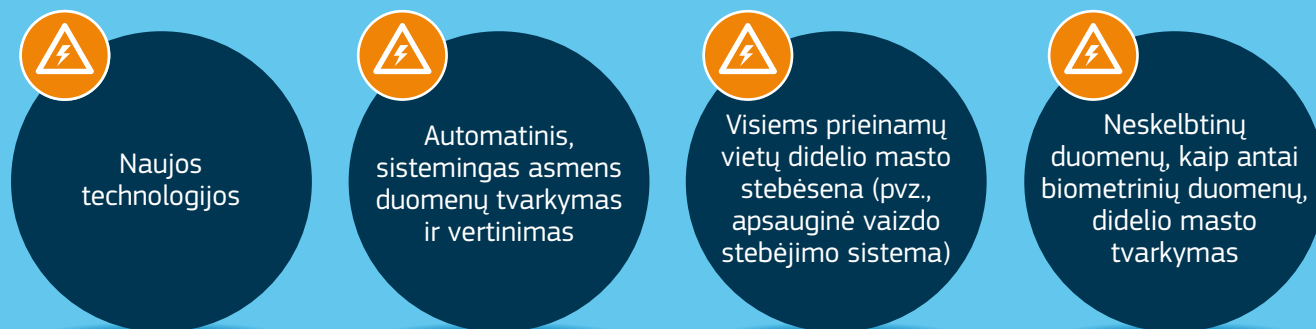 Naujos
technologijos
Automatinis,
sistemingas asmens
duomenų tvarkymas
ir vertinimas
Visiems prieinamų
vietų didelio masto
stebėsena (pvz.,
apsauginė vaizdo
stebėjimo sistema)
Neskelbtinų
duomenų, kaip antai
biometrinių duomenų,
didelio masto
tvarkymas